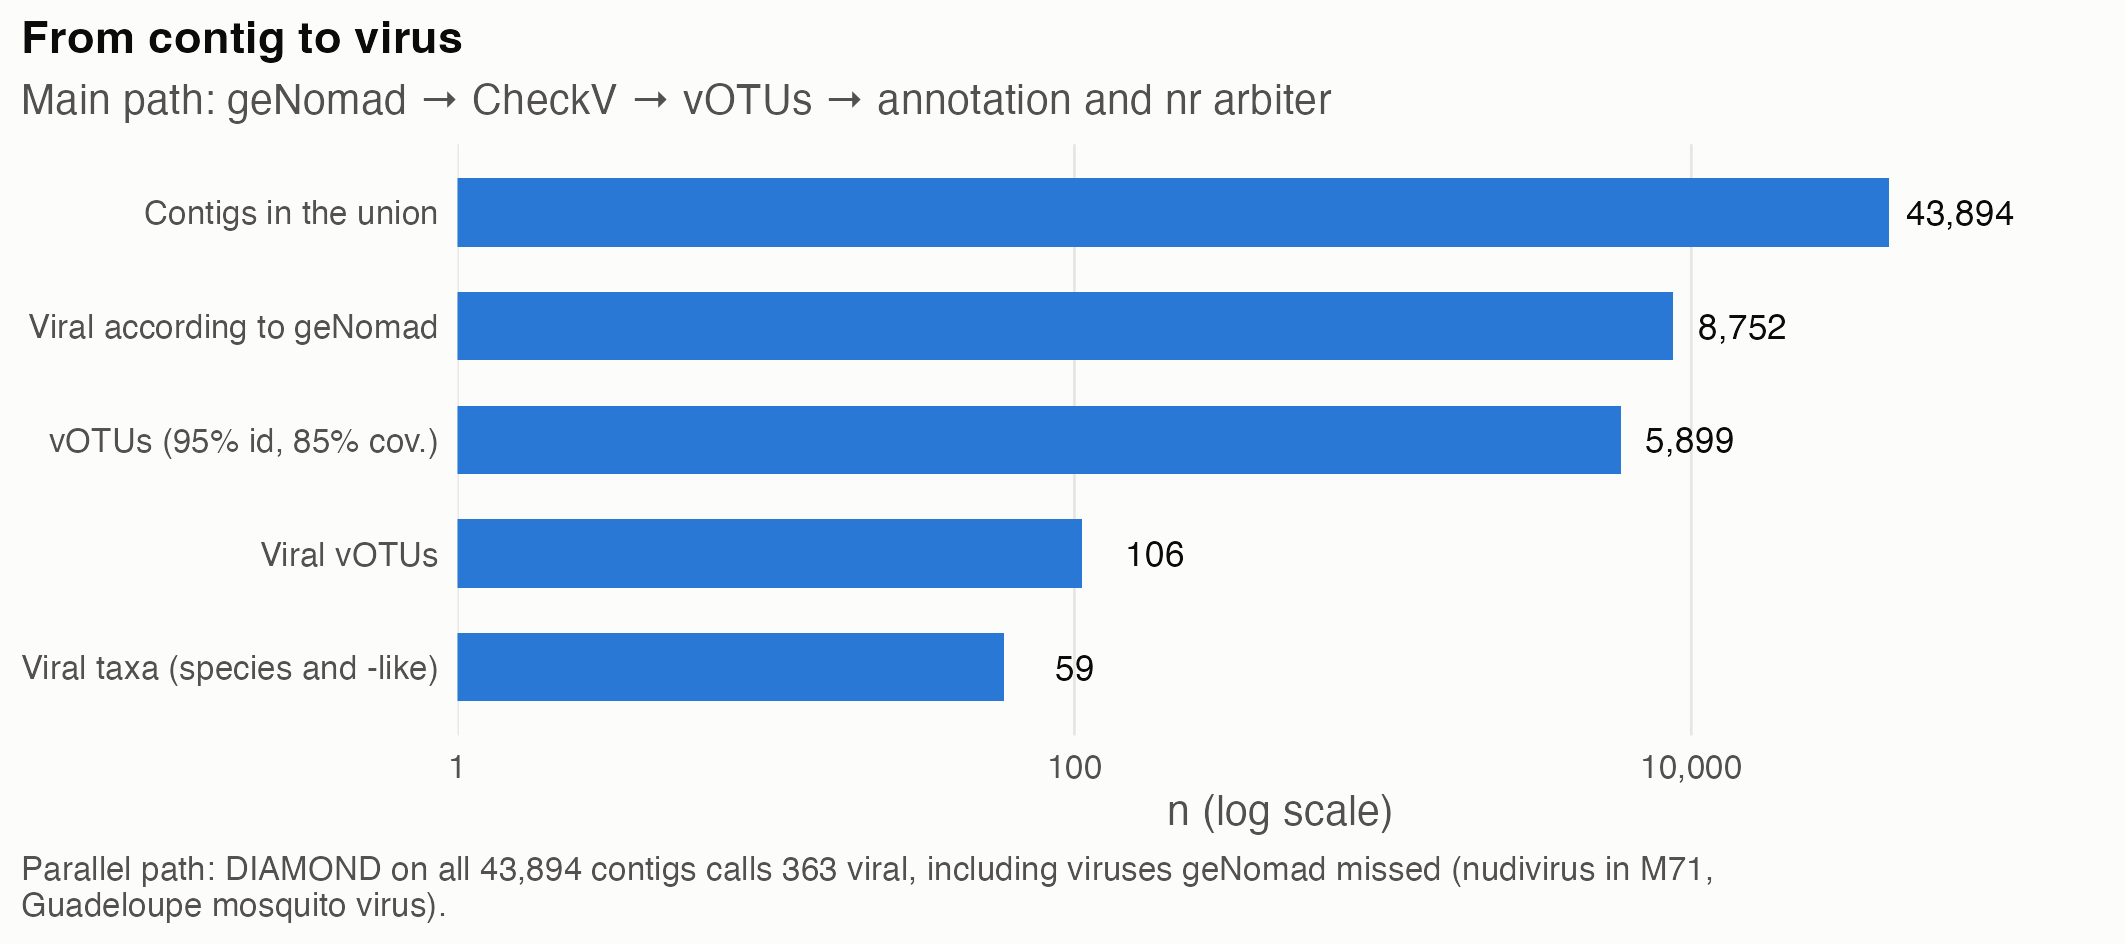 From contig to virus
Main path: geNomad → CheckV → vOTUs → annotation and nr arbiter
Contigs in the union
43,894
Viral according to geNomad
8,752
vOTUs (95% id, 85% cov.)
5,899
Viral vOTUs
106
Viral taxa (species and -like)
59
1
100
10,000
n (log scale)
Parallel path: DIAMOND on all 43,894 contigs calls 363 viral, including viruses geNomad missed (nudivirus in M71,
Guadeloupe mosquito virus).